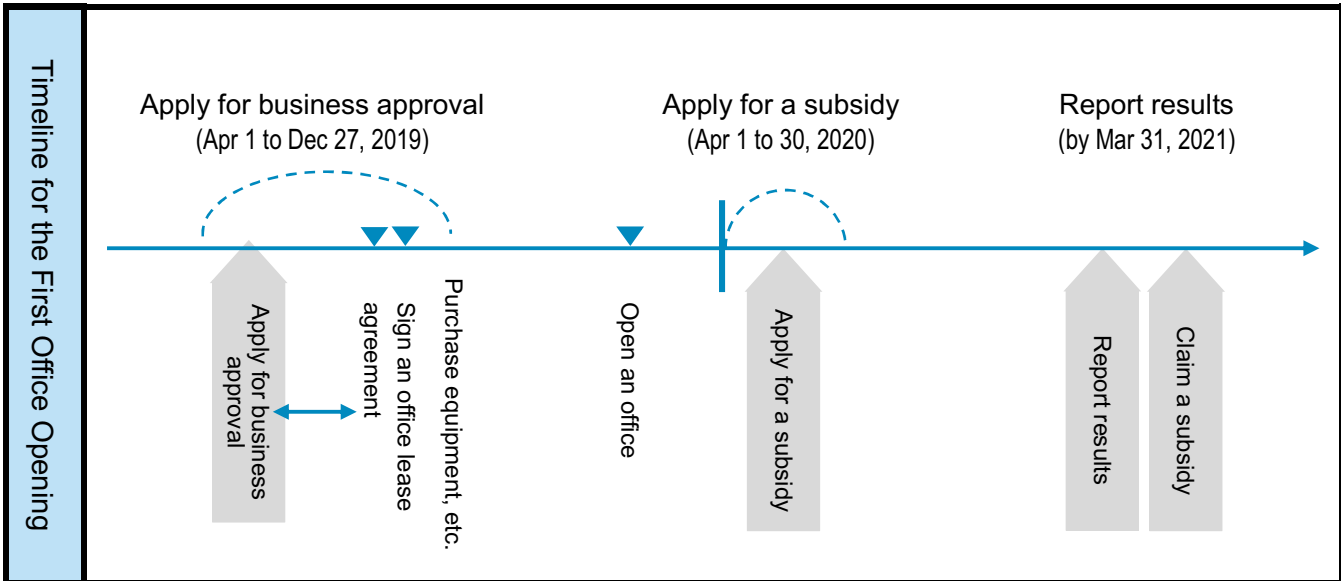 Timeline for the First Office Opening
Apply for business approval
(Apr 1 to Dec 27, 2019)
Apply for a subsidy
(Apr 1 to 30, 2020)
Report results
(by Mar 31, 2021)
Apply for business
approval
Sign an office lease
agreement
Purchase equipment, etc.
Open an office
Apply for a subsidy
Report results
Claim a subsidy